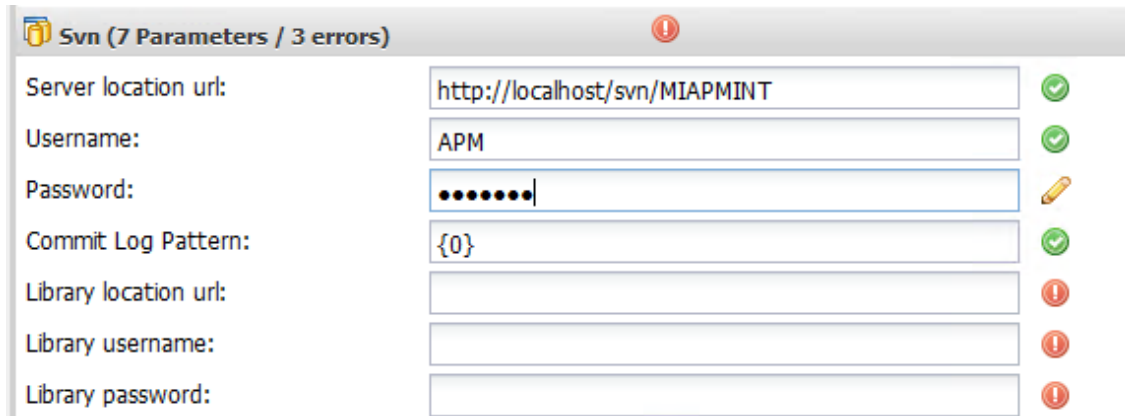 Svn (7 Parameters / 3 errors)
Server location url: http://localhost/svn/MIAPMINT
Username: APM
Password: •••••••
Commit Log Pattern: {0}
Library location url:
Library username:
Library password: